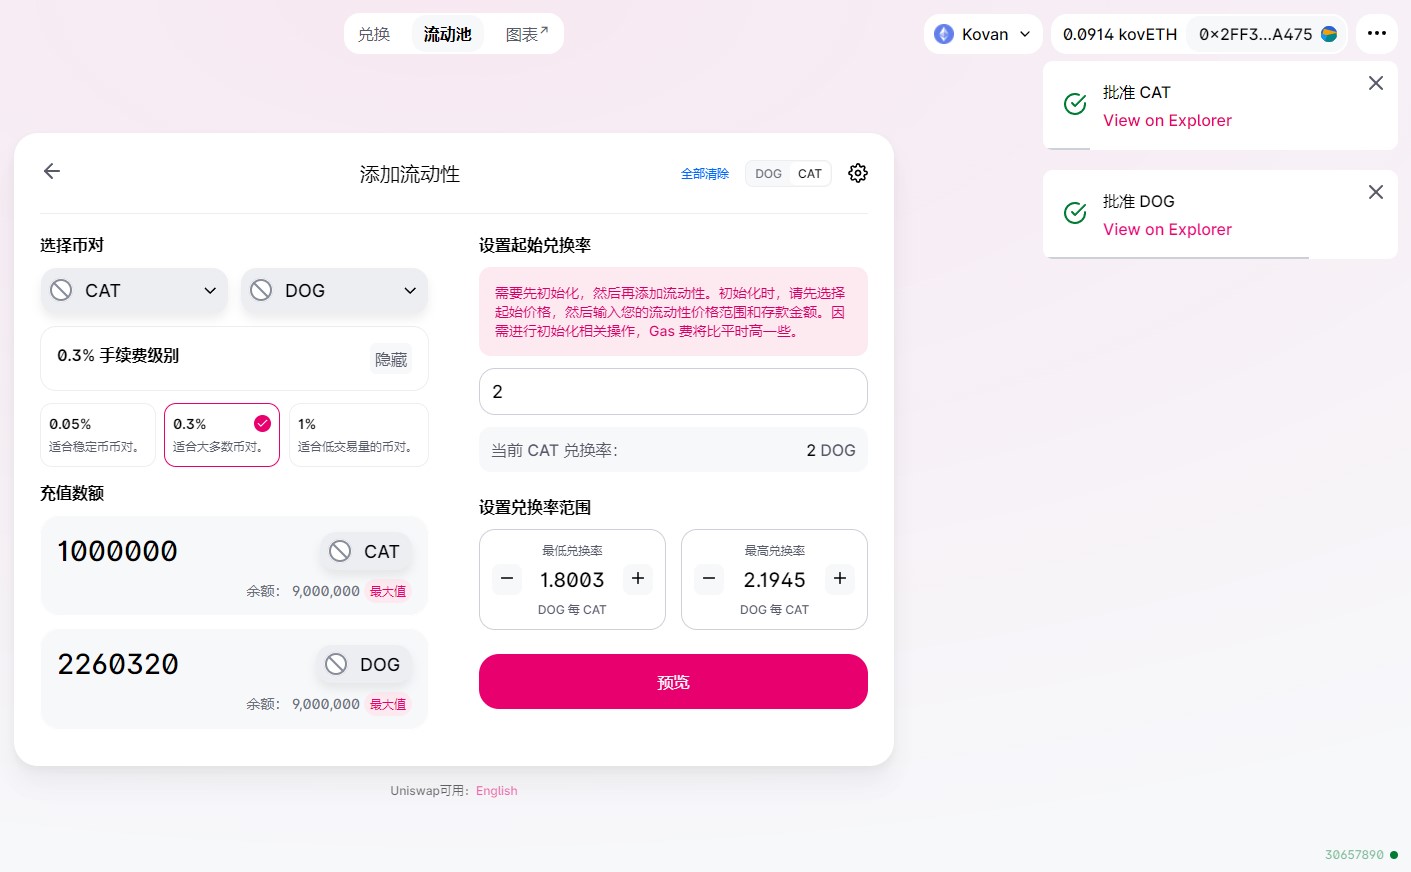 兑换
流动池
图表↗
Kovan
0.0914 kovETH
0×2FF3...A475
批准 CAT
View on Explorer
批准 DOG
View on Explorer
添加流动性
全部清除
DOG
CAT
选择币对
CAT
DOG
0.3% 手续费级别
隐藏
0.05%
适合稳定币币对。
0.3%
适合大多数币对。
1%
适合低交易量的币对。
充值数额
1000000
CAT
余额： 9,000,000 最大值
2260320
DOG
余额： 9,000,000 最大值
设置起始兑换率
需要先初始化，然后再添加流动性。初始化时，请先选择
起始价格，然后输入您的流动性价格范围和存款金额。因
需进行初始化相关操作，Gas 费将比平时高一些。
2
当前 CAT 兑换率：
2 DOG
设置兑换率范围
最低兑换率
1.8003
DOG 每 CAT
最高兑换率
2.1945
DOG 每 CAT
预览
Uniswap可用： English
30657890